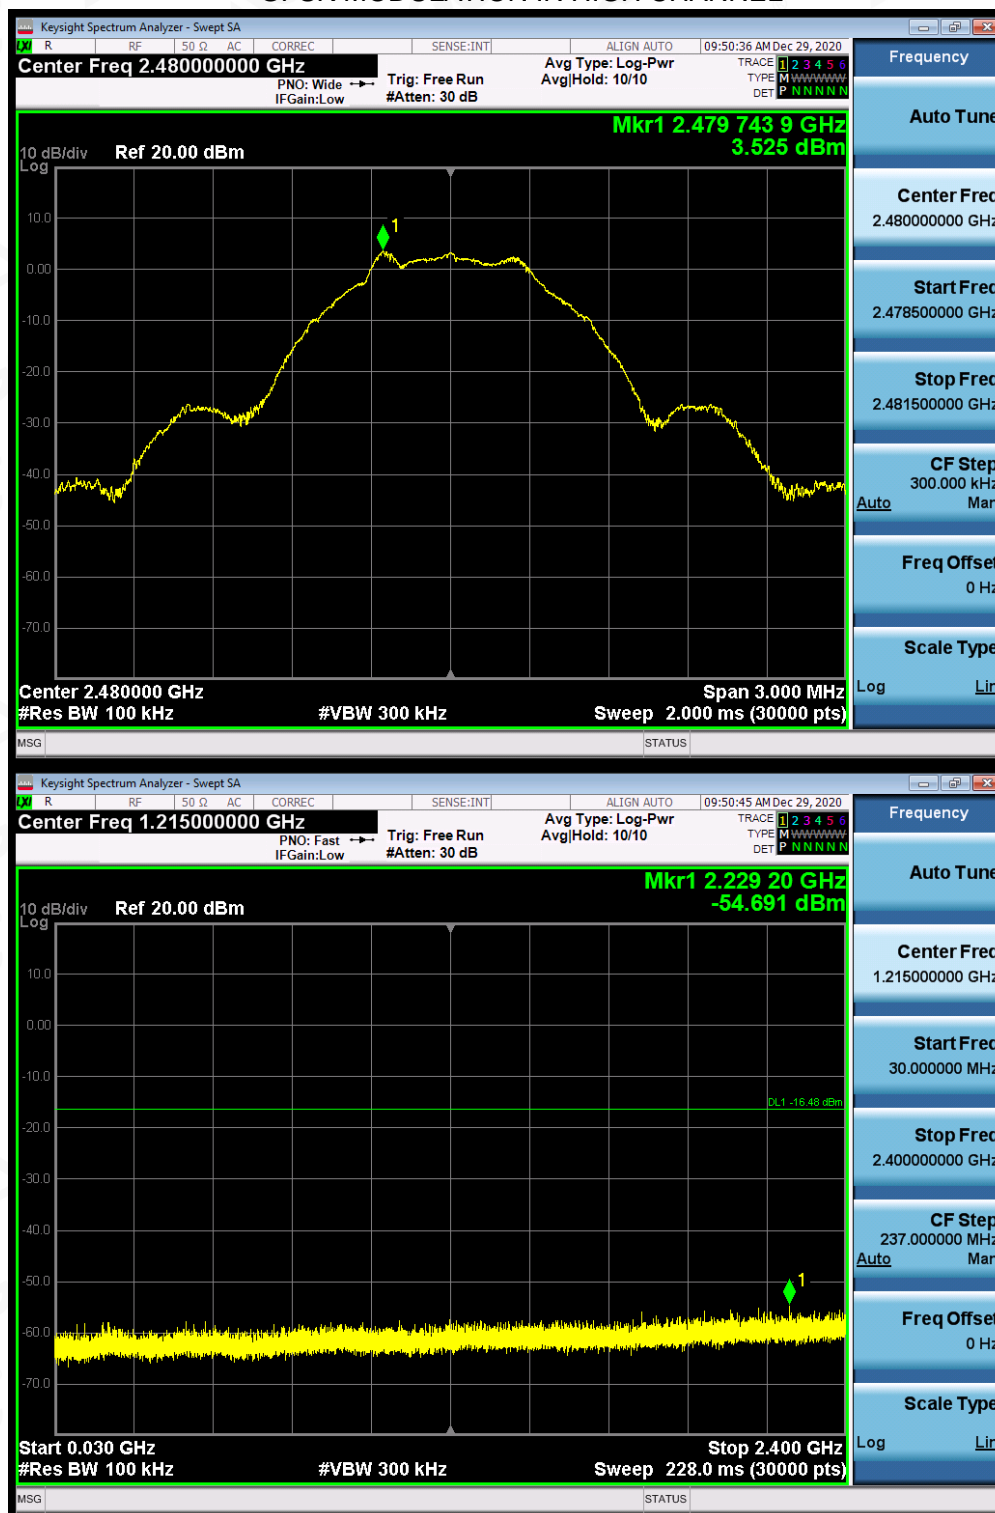 Keysight Spectrum Analyzer - Swept SA
LXI R RF 50 Ω AC CORREC SENSE:INT ALIGN AUTO 09:50:36 AM Dec 29, 2020
Center Freq 2.480000000 GHz
PNO: Wide
IFGain:Low
Trig: Free Run
#Atten: 30 dB
Avg Type: Log-Pwr
Avg|Hold: 10/10
TRACE 1 2 3 4 5 6
TYPE M WWWWW
DET P N N N N N
Mkr1 2.479 743 9 GHz
3.525 dBm
10 dB/div Ref 20.00 dBm
Log
1
10.0
0.00
-10.0
-20.0
-30.0
-40.0
-50.0
-60.0
-70.0
Center 2.480000 GHz Span 3.000 MHz
#Res BW 100 kHz #VBW 300 kHz Sweep 2.000 ms (30000 pts)
MSG STATUS
Frequency
Auto Tune
Center Freq
2.480000000 GHz
Start Freq
2.478500000 GHz
Stop Freq
2.481500000 GHz
CF Step
300.000 kHz
Auto Man
Freq Offset
0 Hz
Scale Type
Log Lin
Keysight Spectrum Analyzer - Swept SA
LXI R RF 50 Ω AC CORREC SENSE:INT ALIGN AUTO 09:50:45 AM Dec 29, 2020
Center Freq 1.215000000 GHz
PNO: Fast
IFGain:Low
Trig: Free Run
#Atten: 30 dB
Avg Type: Log-Pwr
Avg|Hold: 10/10
TRACE 1 2 3 4 5 6
TYPE M WWWWW
DET P N N N N N
Mkr1 2.229 20 GHz
-54.691 dBm
10 dB/div Ref 20.00 dBm
Log
10.0
0.00
-10.0
DL1 -16.48 dBm
-20.0
-30.0
-40.0
-50.0
1
-60.0
-70.0
Start 0.030 GHz Stop 2.400 GHz
#Res BW 100 kHz #VBW 300 kHz Sweep 228.0 ms (30000 pts)
MSG STATUS
Frequency
Auto Tune
Center Freq
1.215000000 GHz
Start Freq
30.000000 MHz
Stop Freq
2.400000000 GHz
CF Step
237.000000 MHz
Auto Man
Freq Offset
0 Hz
Scale Type
Log Lin